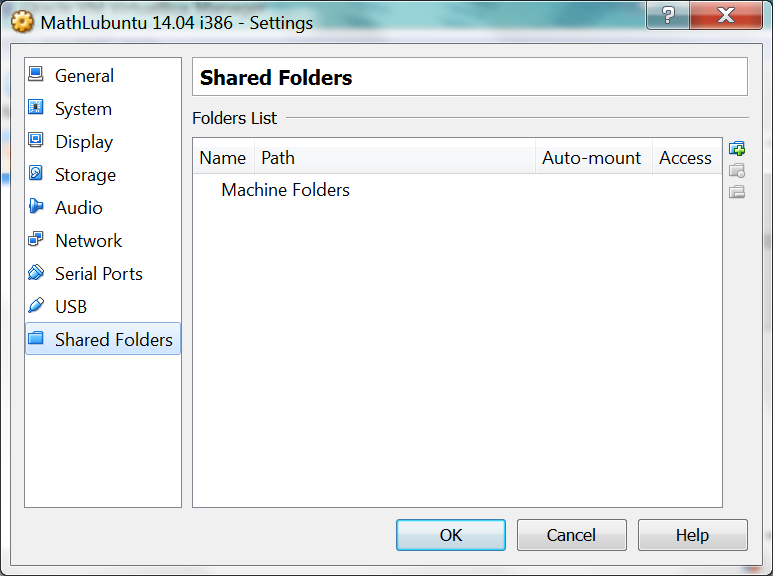 MathLubuntu 14.04 i386 - Settings
?
General
System
Display
Storage
Audio
Network
Serial Ports
USB
Shared Folders
Shared Folders
Folders List
Name Path Auto-mount Access
Machine Folders
OK Cancel Help